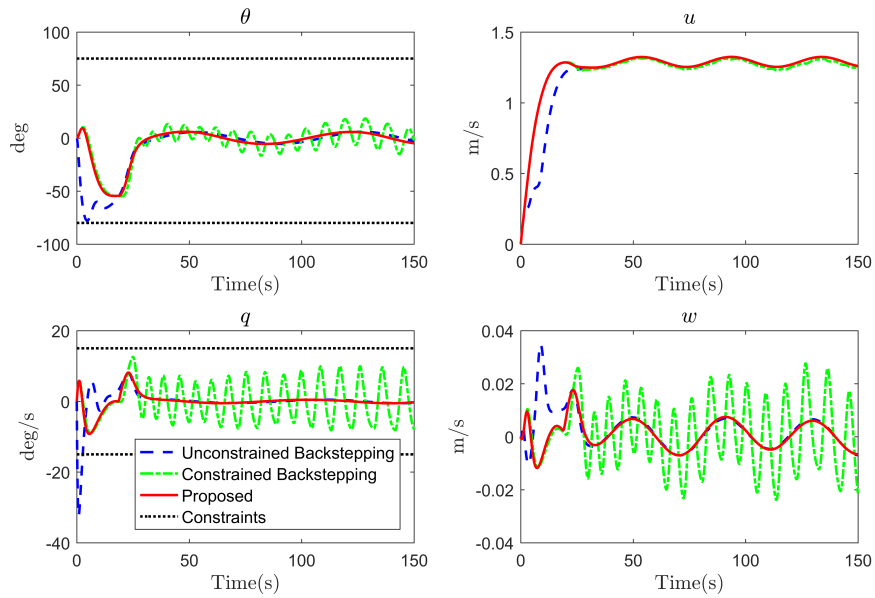 θ
100
50
0
-50
-100
deg
0
50
100
150
Time(s)
u
1.5
1
0.5
0
m/s
0
50
100
150
Time(s)
q
20
0
-20
-40
deg/s
Unconstrained Backstepping
Constrained Backstepping
Proposed
Constraints
0
50
100
150
Time(s)
w
0.04
0.02
0
-0.02
-0.04
m/s
0
50
100
150
Time(s)